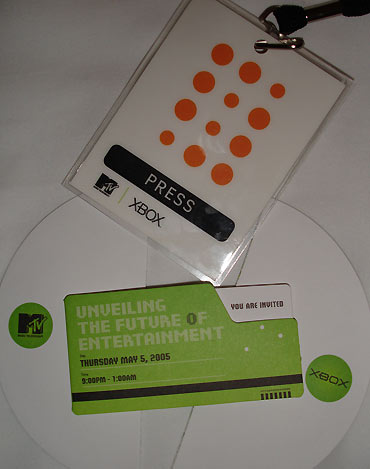 PRESS
MTV | XBOX
UNVEILING
THE FUTURE OF
ENTERTAINMENT
YOU ARE INVITED
THURSDAY MAY 5, 2005
Time
9:00PM - 1:00AM
MTV
XBOX